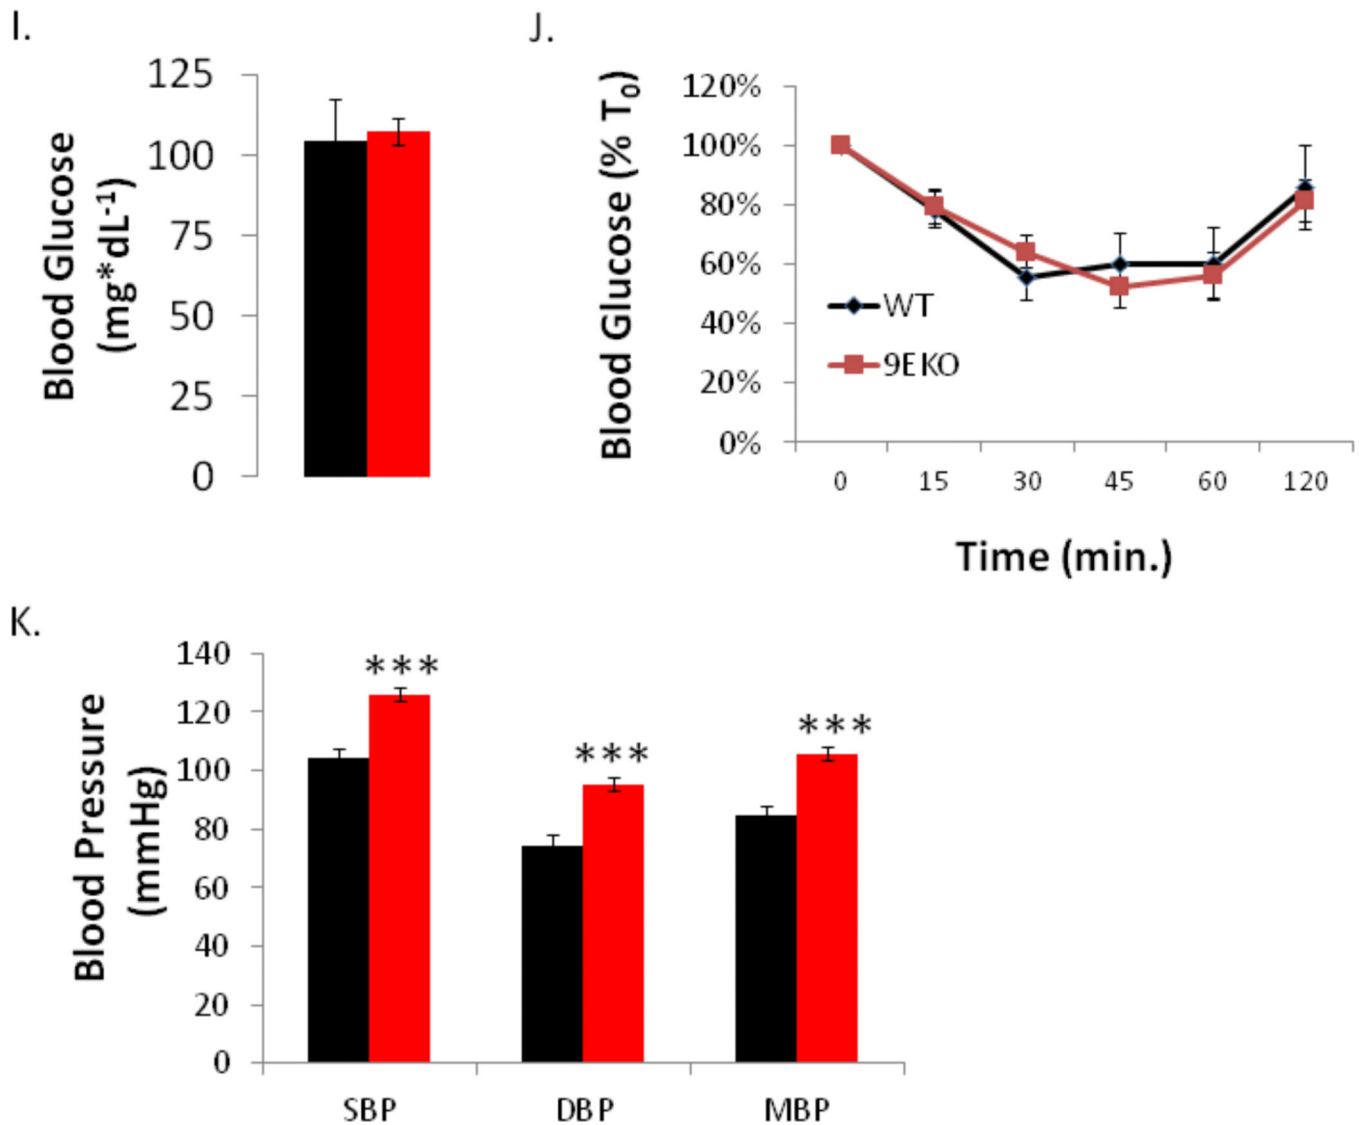 I.
Blood Glucose
(mg*dL⁻¹)
125
100
75
50
25
0
J.
Blood Glucose (% T₀)
120%
100%
80%
60%
40%
20%
0%
WT
9EKO
0 15 30 45 60 120
Time (min.)
K.
Blood Pressure
(mmHg)
140
120
100
80
60
40
20
0
***
***
***
SBP DBP MBP